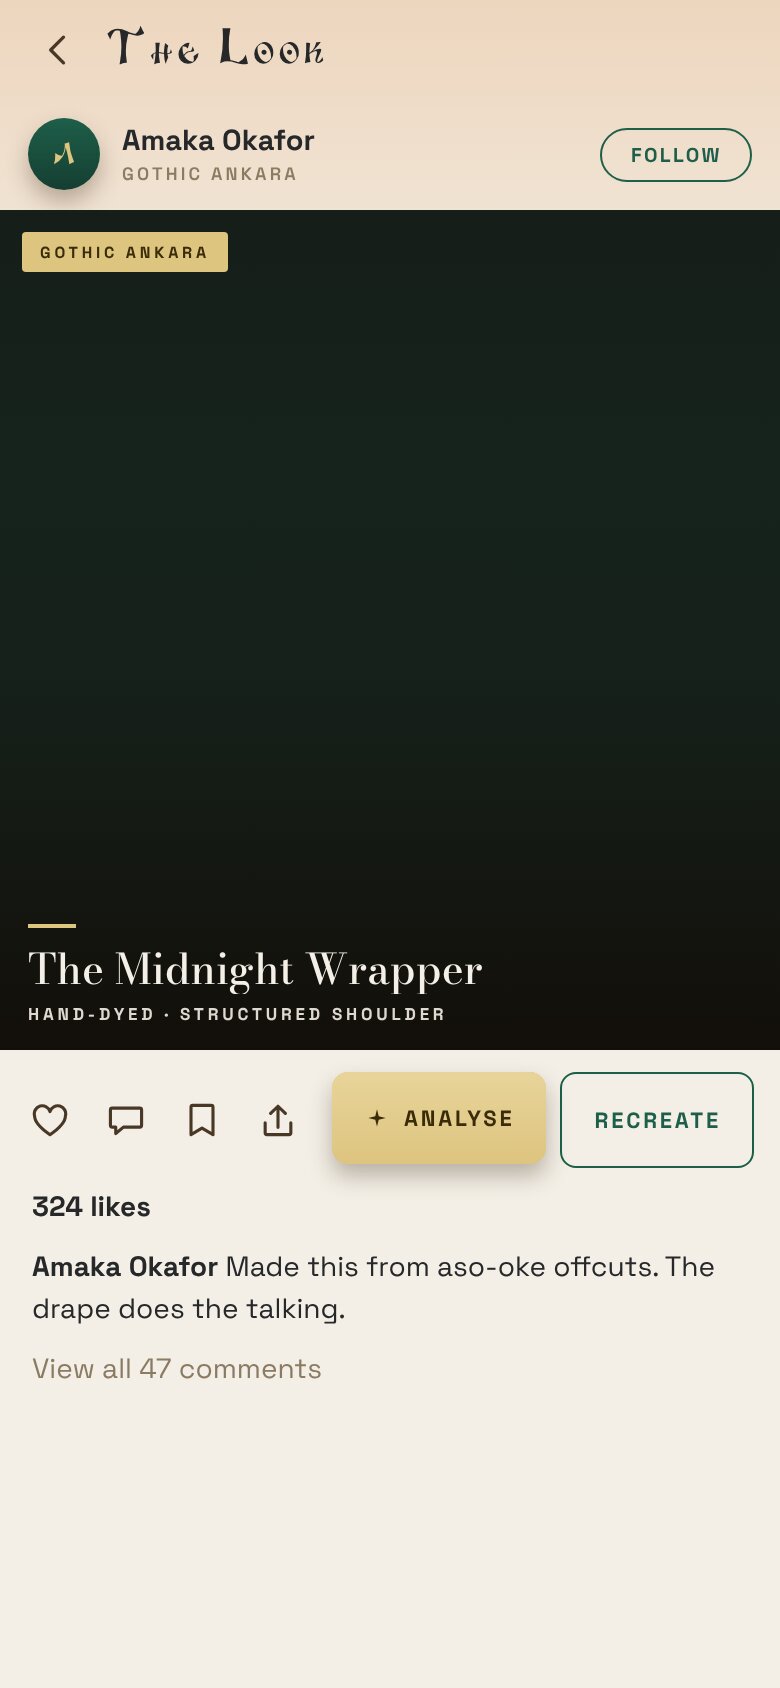 The Look
A
Amaka Okafor
GOTHIC ANKARA
FOLLOW
GOTHIC ANKARA
The Midnight Wrapper
HAND-DYED · STRUCTURED SHOULDER
ANALYSE
RECREATE
324 likes
Amaka Okafor Made this from aso-oke offcuts. The
drape does the talking.
View all 47 comments